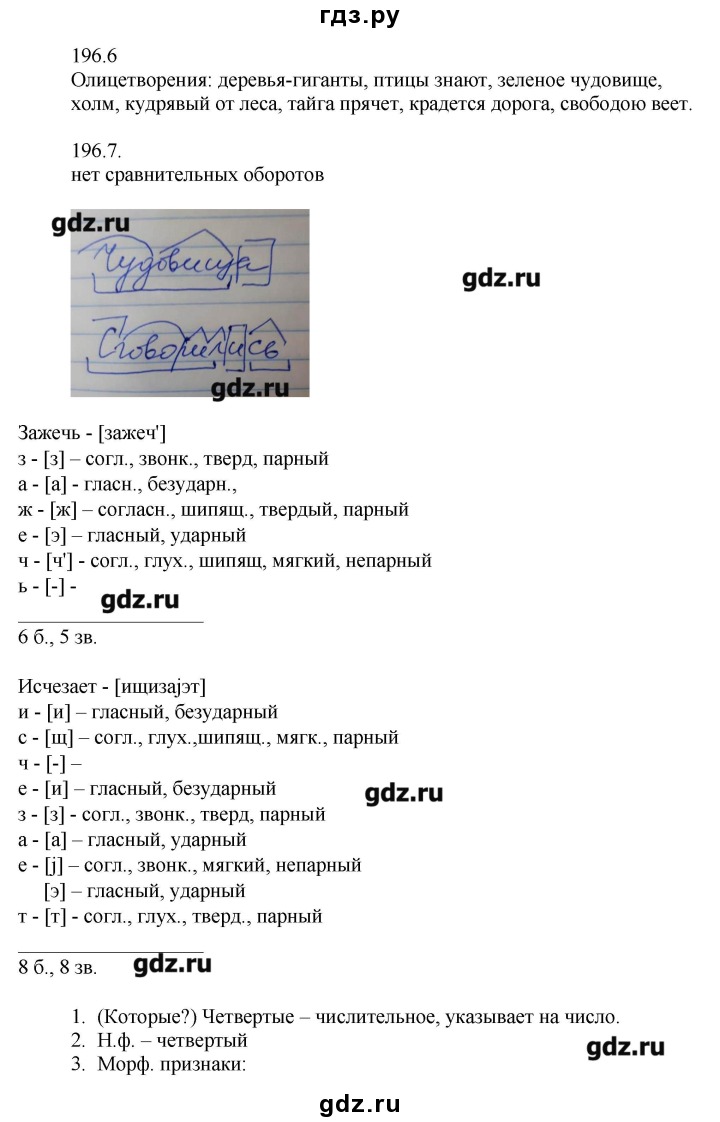 гдз.ру
196.6
Олицетворения: деревья-гиганты, птицы знают, зеленое чудовище,
холм, кудрявый от леса, тайга прячет, крадется дорога, свободою веет.
196.7.
нет сравнительных оборотов
gdz.ru
Чудовища
gdz.ru
Сговорились
gdz.ru
Зажечь - [зажеч']
з - [з] – согл., звонк., тверд, парный
а - [а] - гласн., безударн.,
ж - [ж] – согласн., шипящ., твердый, парный
е - [э] – гласный, ударный
ч - [ч'] - согл., глух., шипящ, мягкий, непарный
ь - [-] -
gdz.ru
6 б., 5 зв.
Исчезает - [ищизаjэт]
и - [и] – гласный, безударный
с - [щ] – согл., глух.,шипящ., мягк., парный
ч - [-] –
е - [и] – гласный, безударный
gdz.ru
з - [з] - согл., звонк., тверд, парный
а – [а] – гласный, ударный
е - [j] – согл., звонк., мягкий, непарный
[э] – гласный, ударный
т - [т] - согл., глух., тверд., парный
8 б., 8 зв.
gdz.ru
1. (Которые?) Четвертые – числительное, указывает на число.
2. Н.ф. – четвертый
gdz.ru
3. Морф. признаки:
gdz.ru